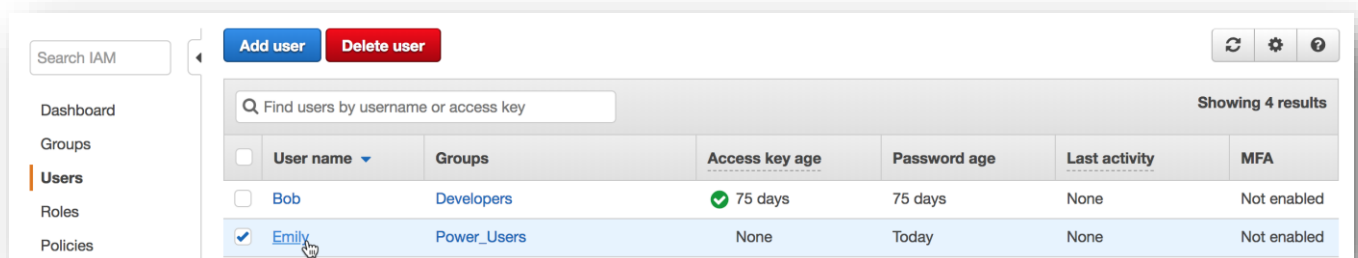 Search IAM
Dashboard
Groups
Users
Roles
Policies
Add user Delete user
Find users by username or access key Showing 4 results
User name Groups Access key age Password age Last activity MFA
Bob Developers 75 days 75 days None Not enabled
Emily Power_Users None Today None Not enabled